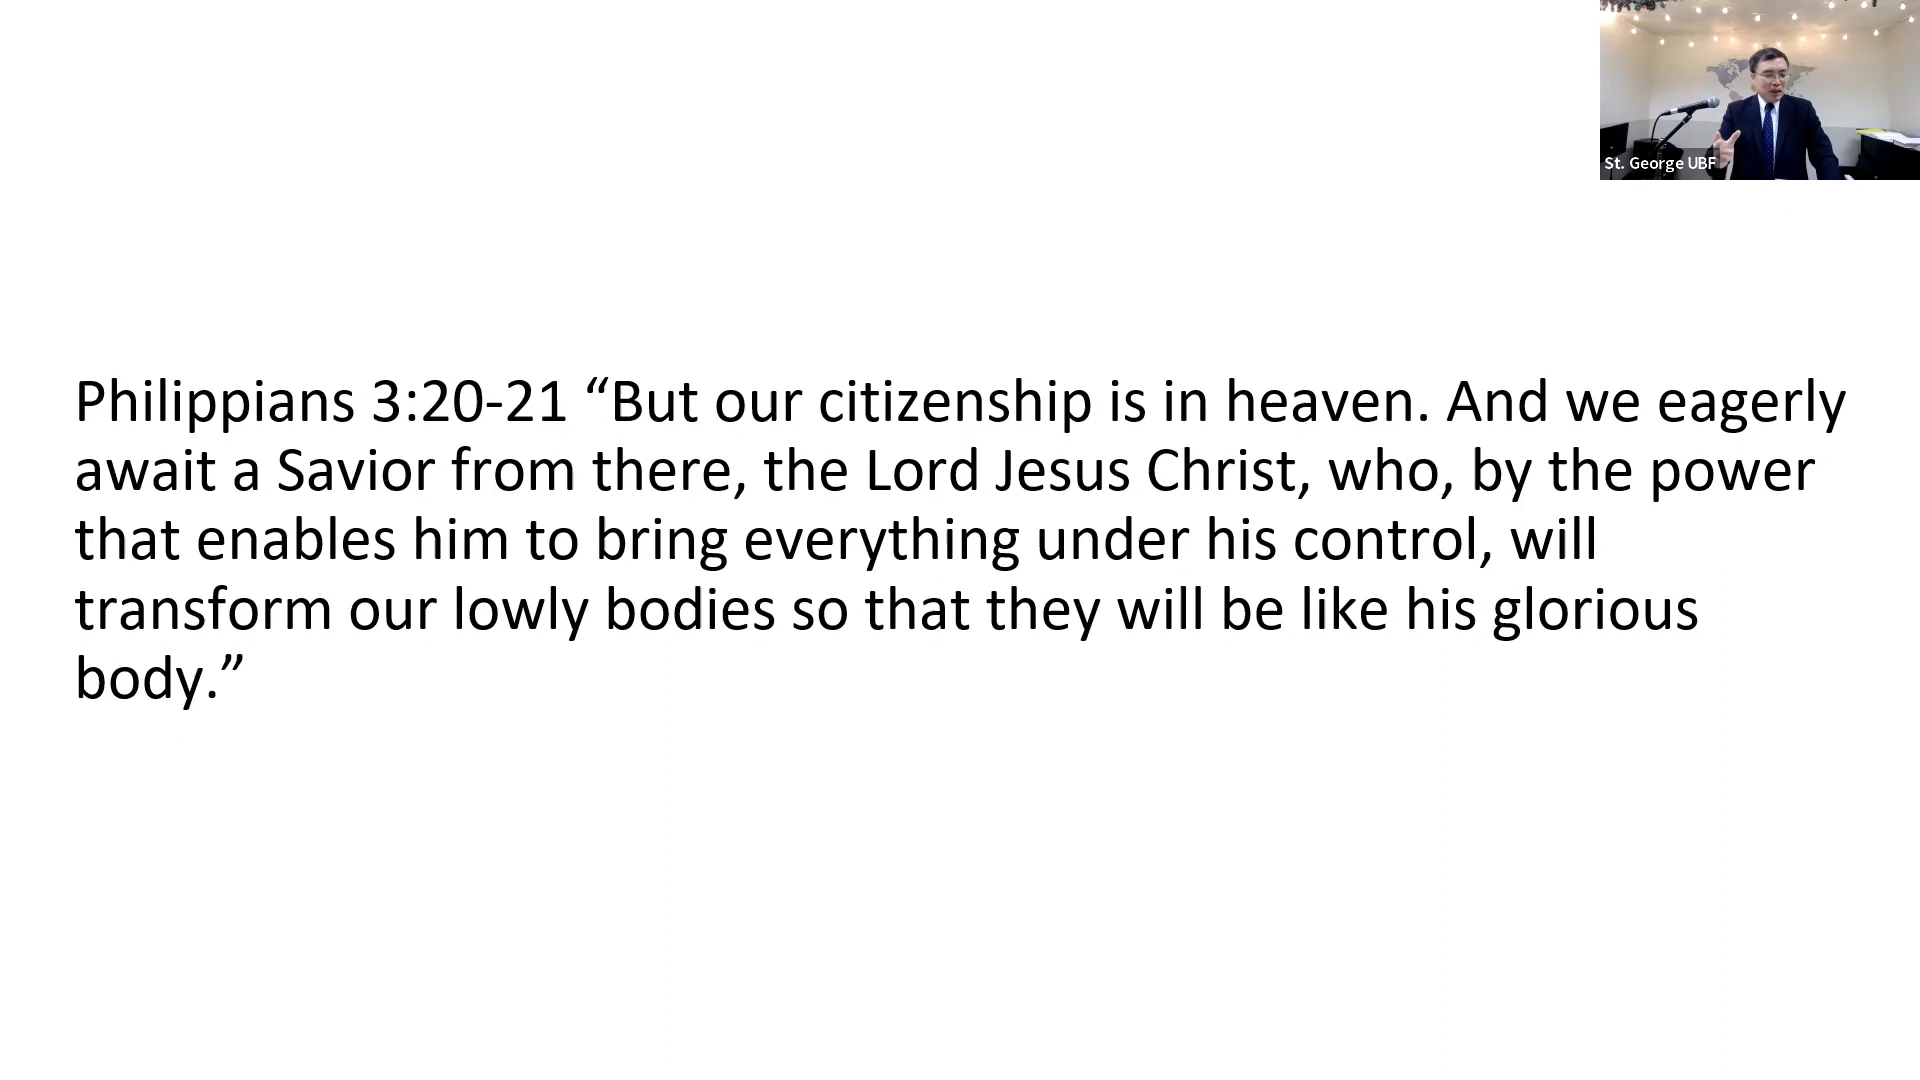 St. George UBF
Philippians 3:20-21 “But our citizenship is in heaven. And we eagerly
await a Savior from there, the Lord Jesus Christ, who, by the power
that enables him to bring everything under his control, will
transform our lowly bodies so that they will be like his glorious
body.”